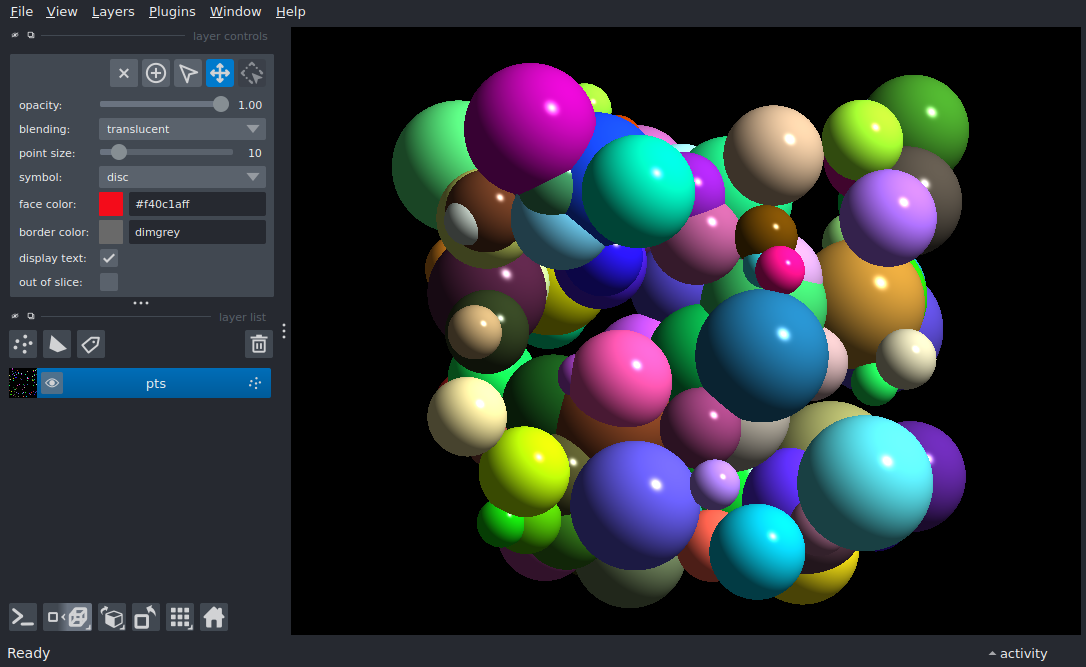 File View Layers Plugins Window Help
layer controls
opacity: 1.00
blending: translucent
point size: 10
symbol: disc
face color: #f40c1aff
border color: dimgrey
display text:
out of slice:
layer list
pts
Ready
activity